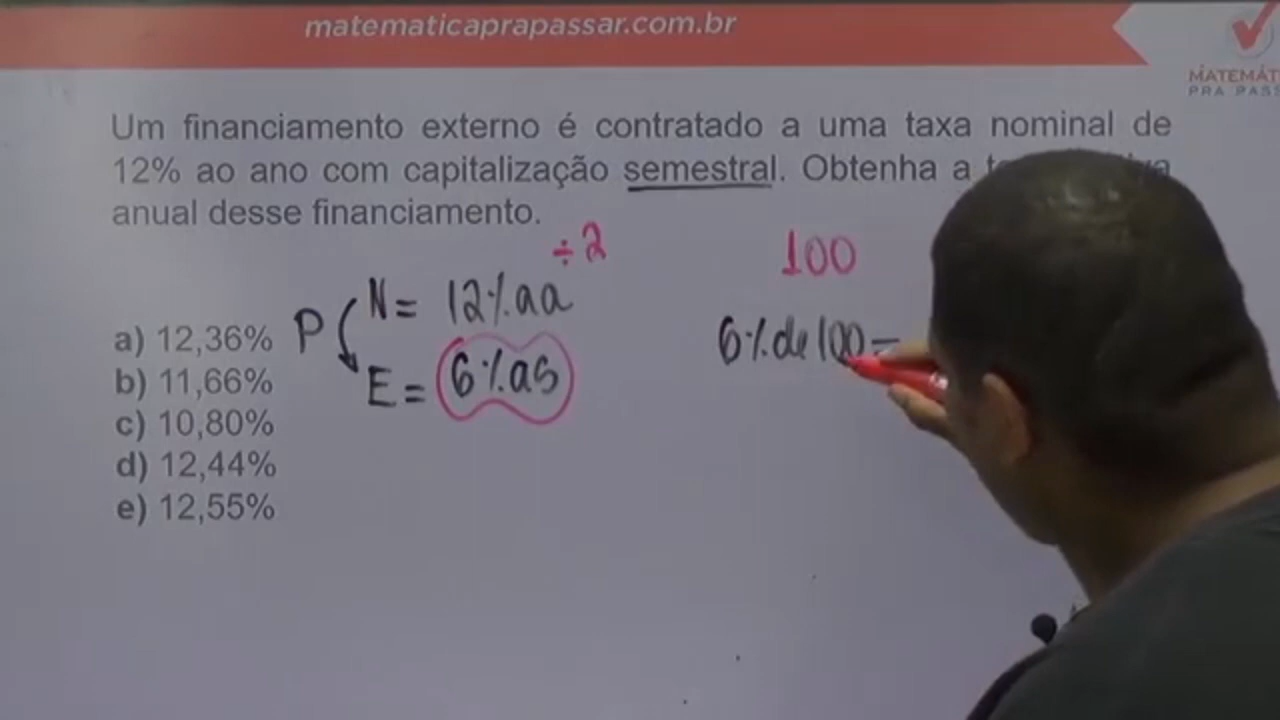 matematicaprapassar.com.br
MATEMÁT
PRA PASS
Um financiamento externo é contratado a uma taxa nominal de
12% ao ano com capitalização semestral. Obtenha a
anual desse financiamento.
÷2
100
P N = 12% aa
6% de 100 =
E = 6% as
a) 12,36%
b) 11,66%
c) 10,80%
d) 12,44%
e) 12,55%